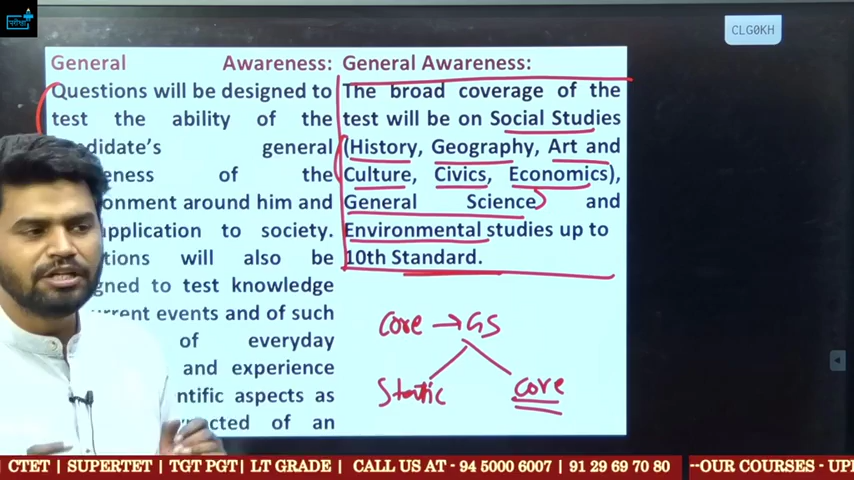 परीक्षा
CLG0KH
General Awareness:
Questions will be designed to
test the ability of the
candidate's general
of the
and
application to society.
will also be
to test knowledge
current events and of such
of everyday
and experience
as
of an
General Awareness:
The broad coverage of the
test will be on Social Studies
(History, Geography, Art and
Culture, Civics, Economics),
General Science and
Environmental studies up to
10th Standard.
Core → GS
Static core
CTET | SUPERTET | TGT PGT| LT GRADE | CALL US AT - 94 5000 6007 | 91 29 69 70 80 --OUR COURSES - UP